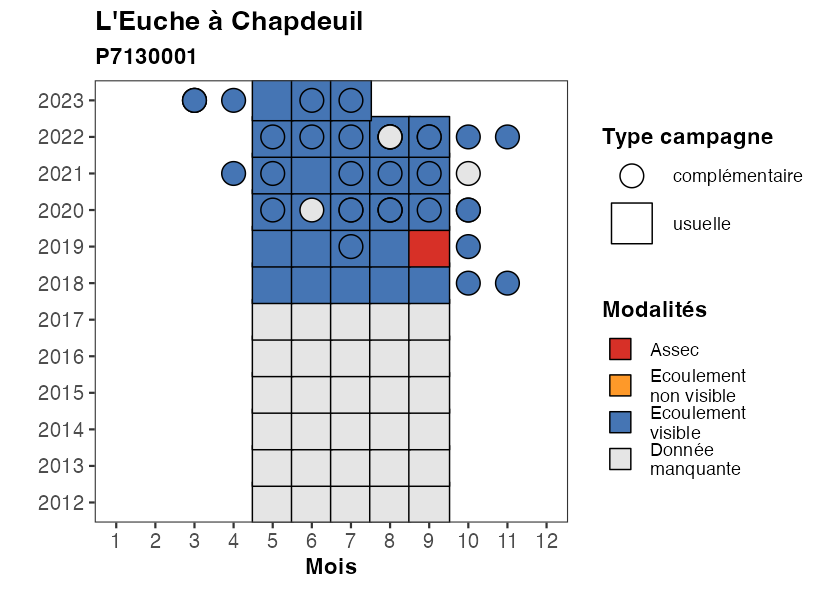 L'Euche à Chapdeuil
P7130001
2023
2022
2021
2020
2019
2018
2017
2016
2015
2014
2013
2012
1 2 3 4 5 6 7 8 9 10 11 12
Mois
Type campagne
complémentaire
usuelle
Modalités
Assec
Ecoulement
non visible
Ecoulement
visible
Donnée
manquante